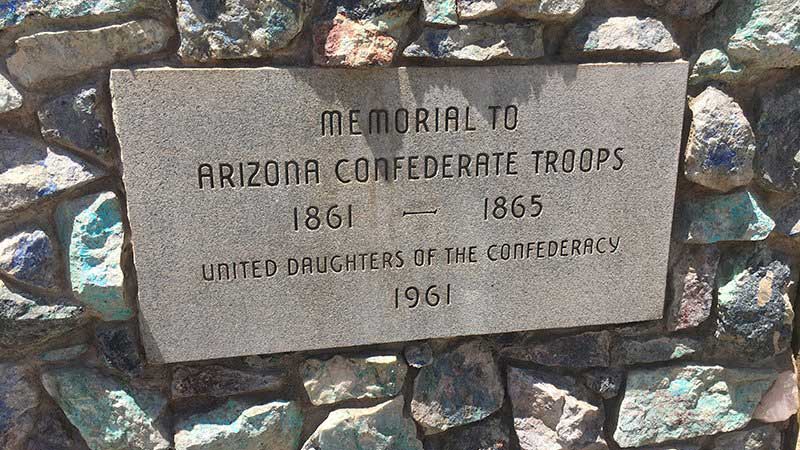 MEMORIAL TO
ARIZONA CONFEDERATE TROOPS
1861 — 1865
UNITED DAUGHTERS OF THE CONFEDERACY
1961